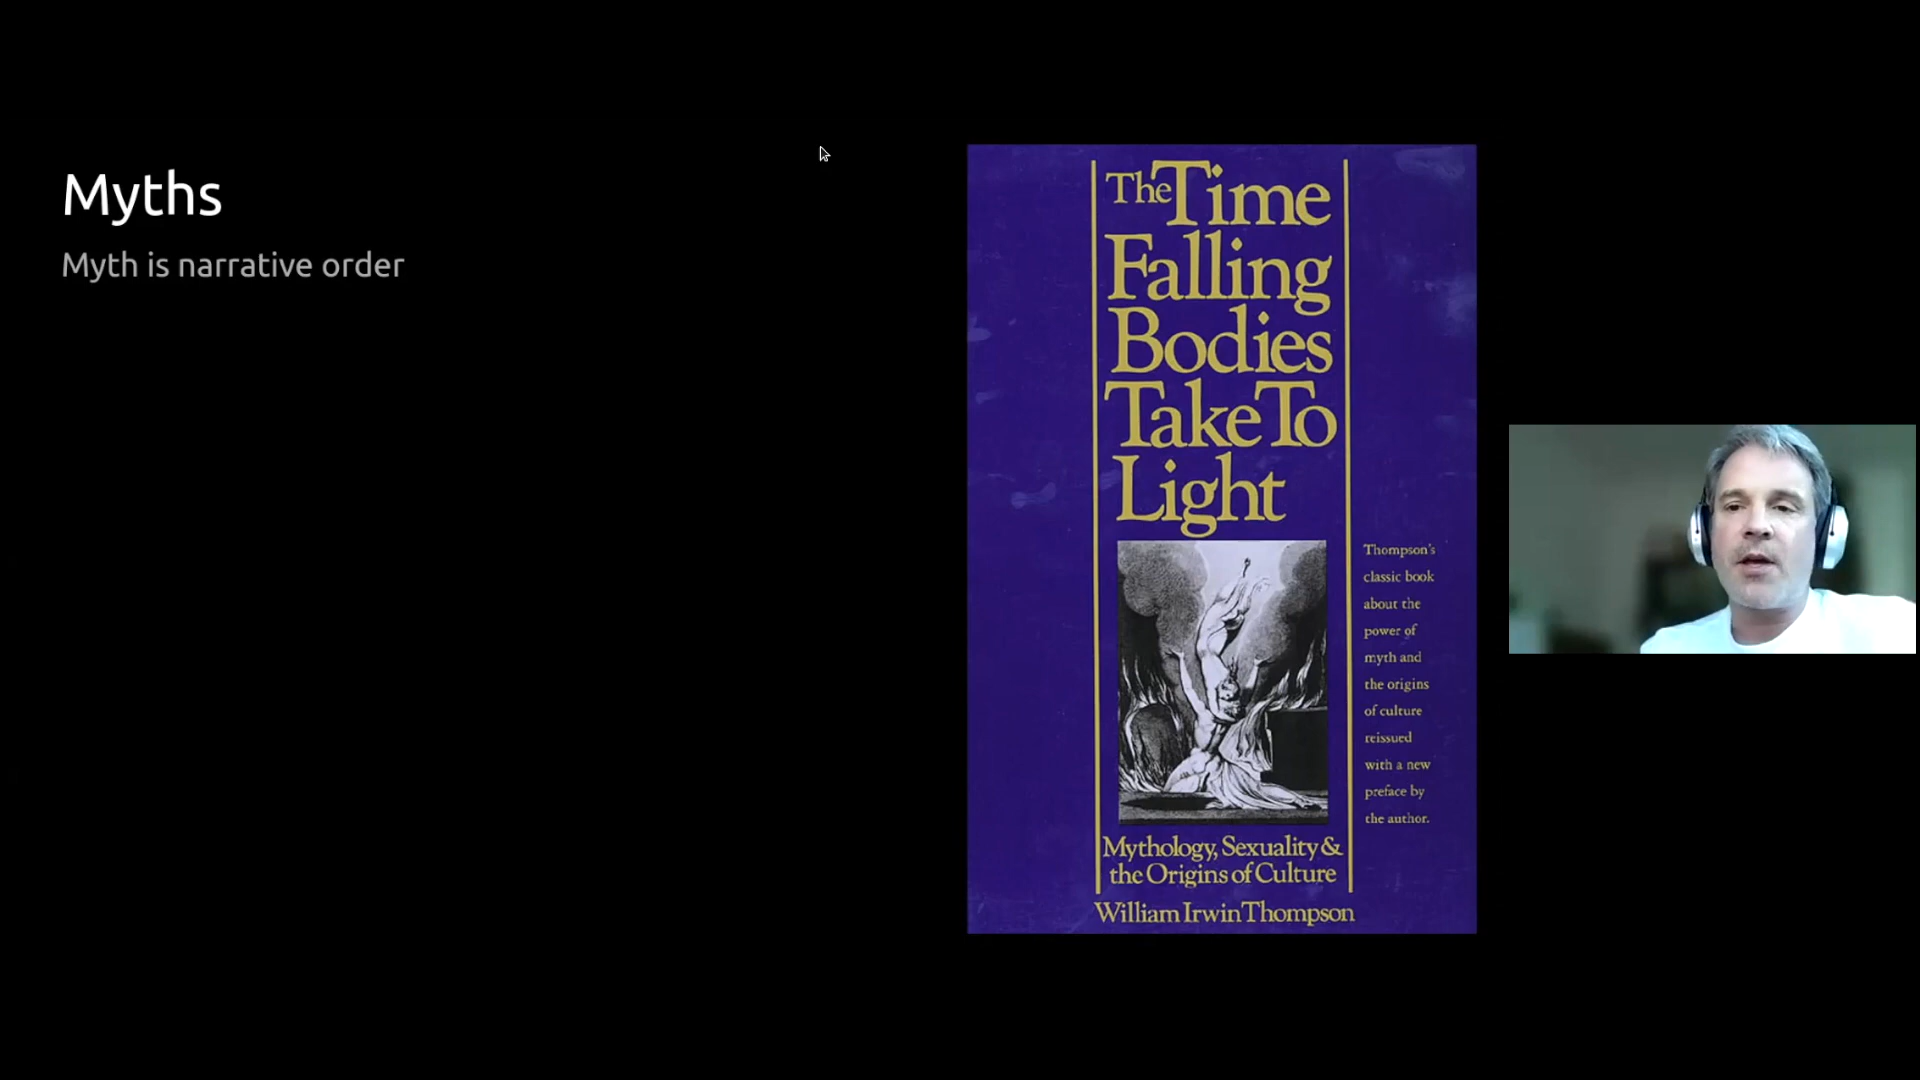 Myths
Myth is narrative order
The Time
Falling
Bodies
Take To
Light
Thompson's
classic book
about the
power of
myth and
the origins
of culture
reissued
with a new
preface by
the author.
Mythology, Sexuality &
the Origins of Culture
William Irwin Thompson